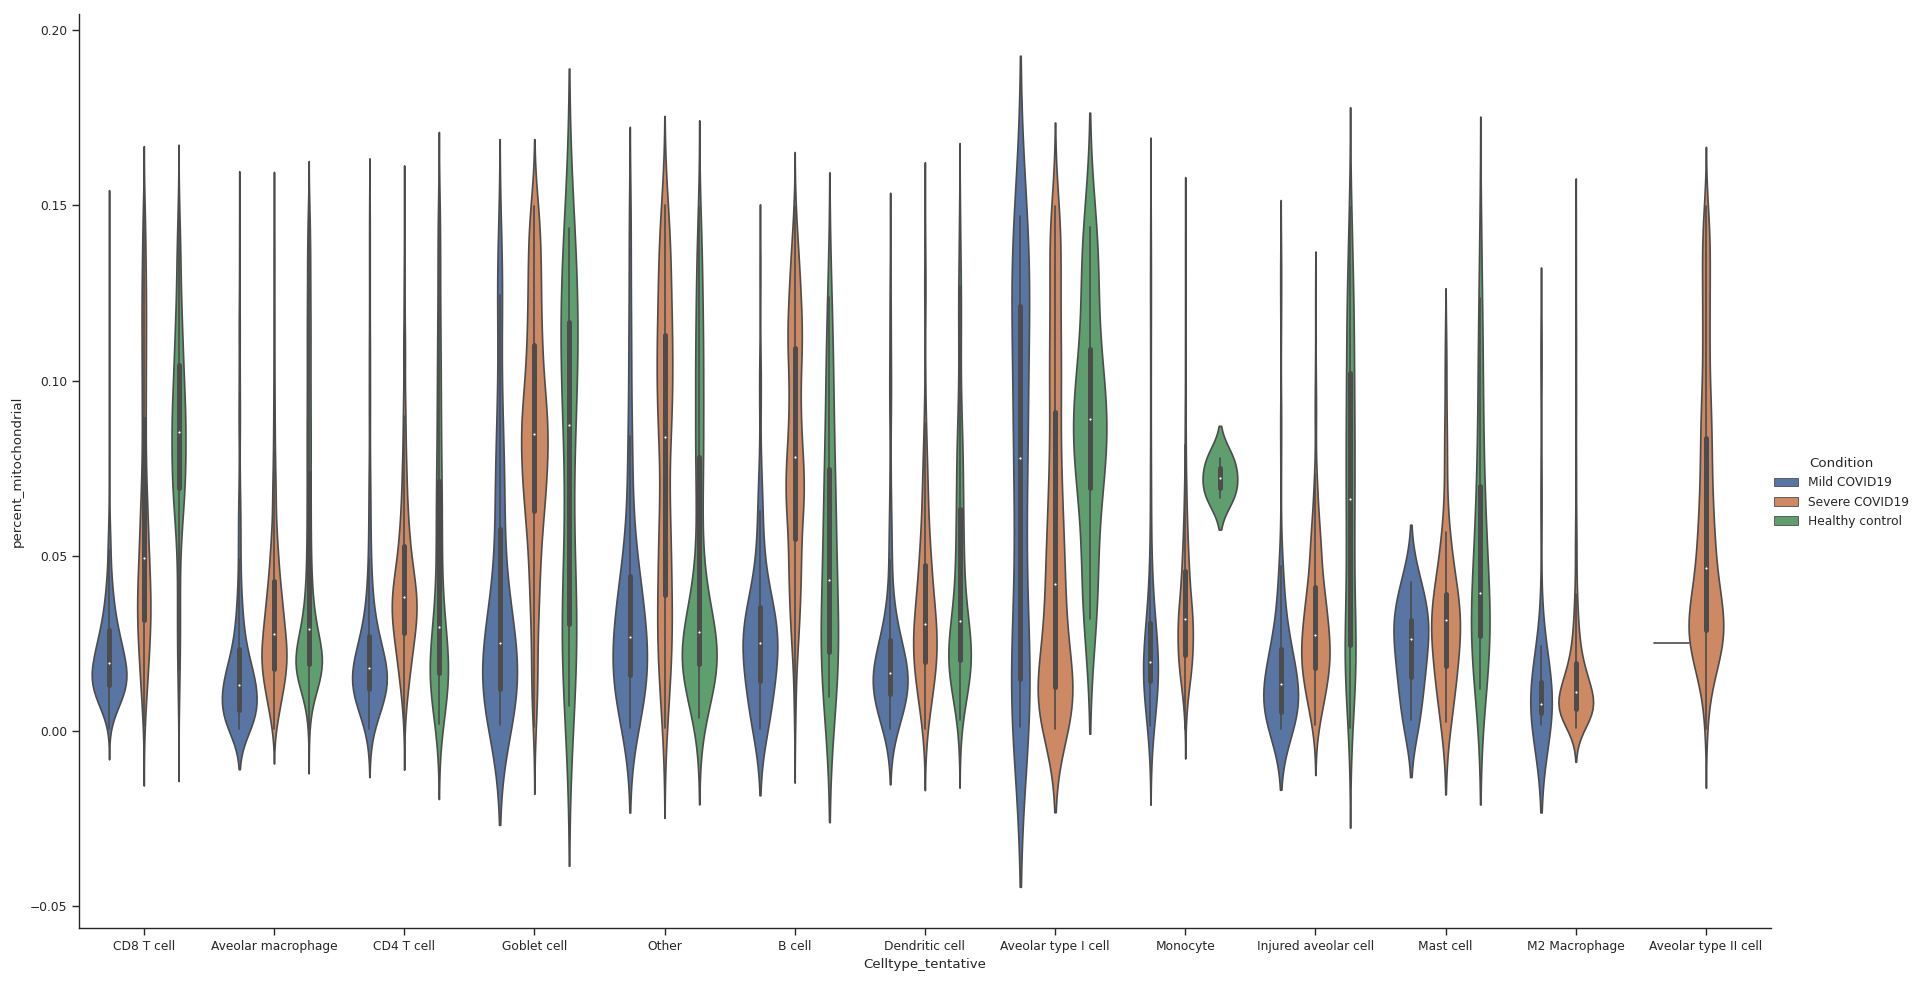 0.20
0.15
0.10
0.05
0.00
−0.05
percent_mitochondrial
CD8 T cell
Aveolar macrophage
CD4 T cell
Goblet cell
Other
B cell
Dendritic cell
Aveolar type I cell
Monocyte
Injured aveolar cell
Mast cell
M2 Macrophage
Aveolar type II cell
Celltype_tentative
Condition
Mild COVID19
Severe COVID19
Healthy control